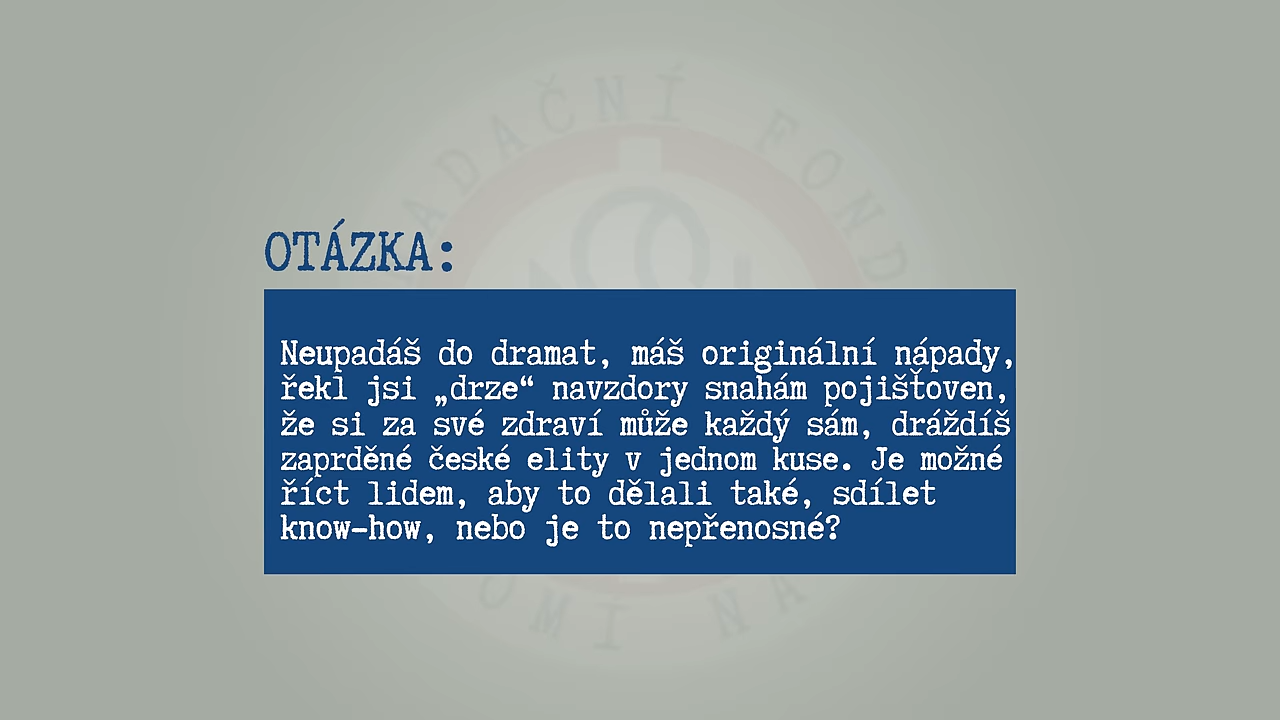 NADAČNÍ FOND
OTÁZKA:
Neupadáš do dramat, máš originální nápady,
řekl jsi „drze“ navzdory snahám pojišťoven,
že si za své zdraví může každý sám, dráždíš
zaprděné české elity v jednom kuse. Je možné
říct lidem, aby to dělali také, sdílet
know-how, nebo je to nepřenosné?